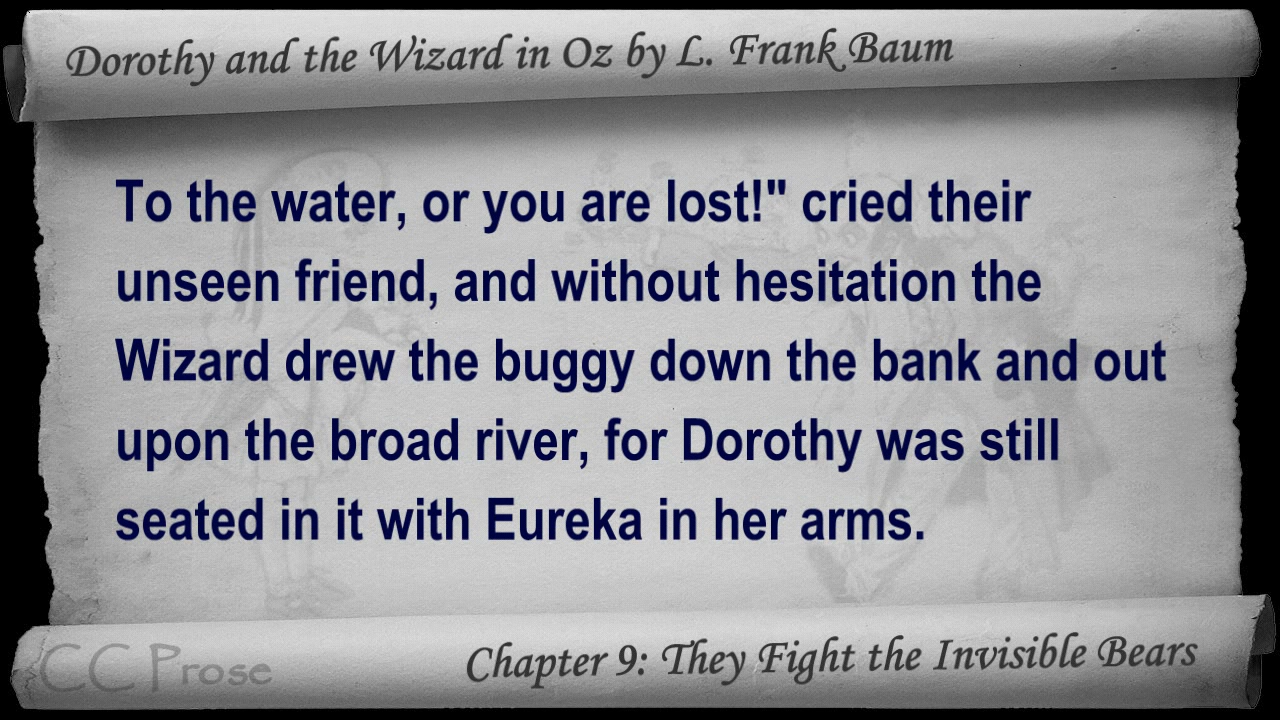 Dorothy and the Wizard in Oz by L. Frank Baum
To the water, or you are lost!" cried their
unseen friend, and without hesitation the
Wizard drew the buggy down the bank and out
upon the broad river, for Dorothy was still
seated in it with Eureka in her arms.
CC Prose
Chapter 9: They Fight the Invisible Bears